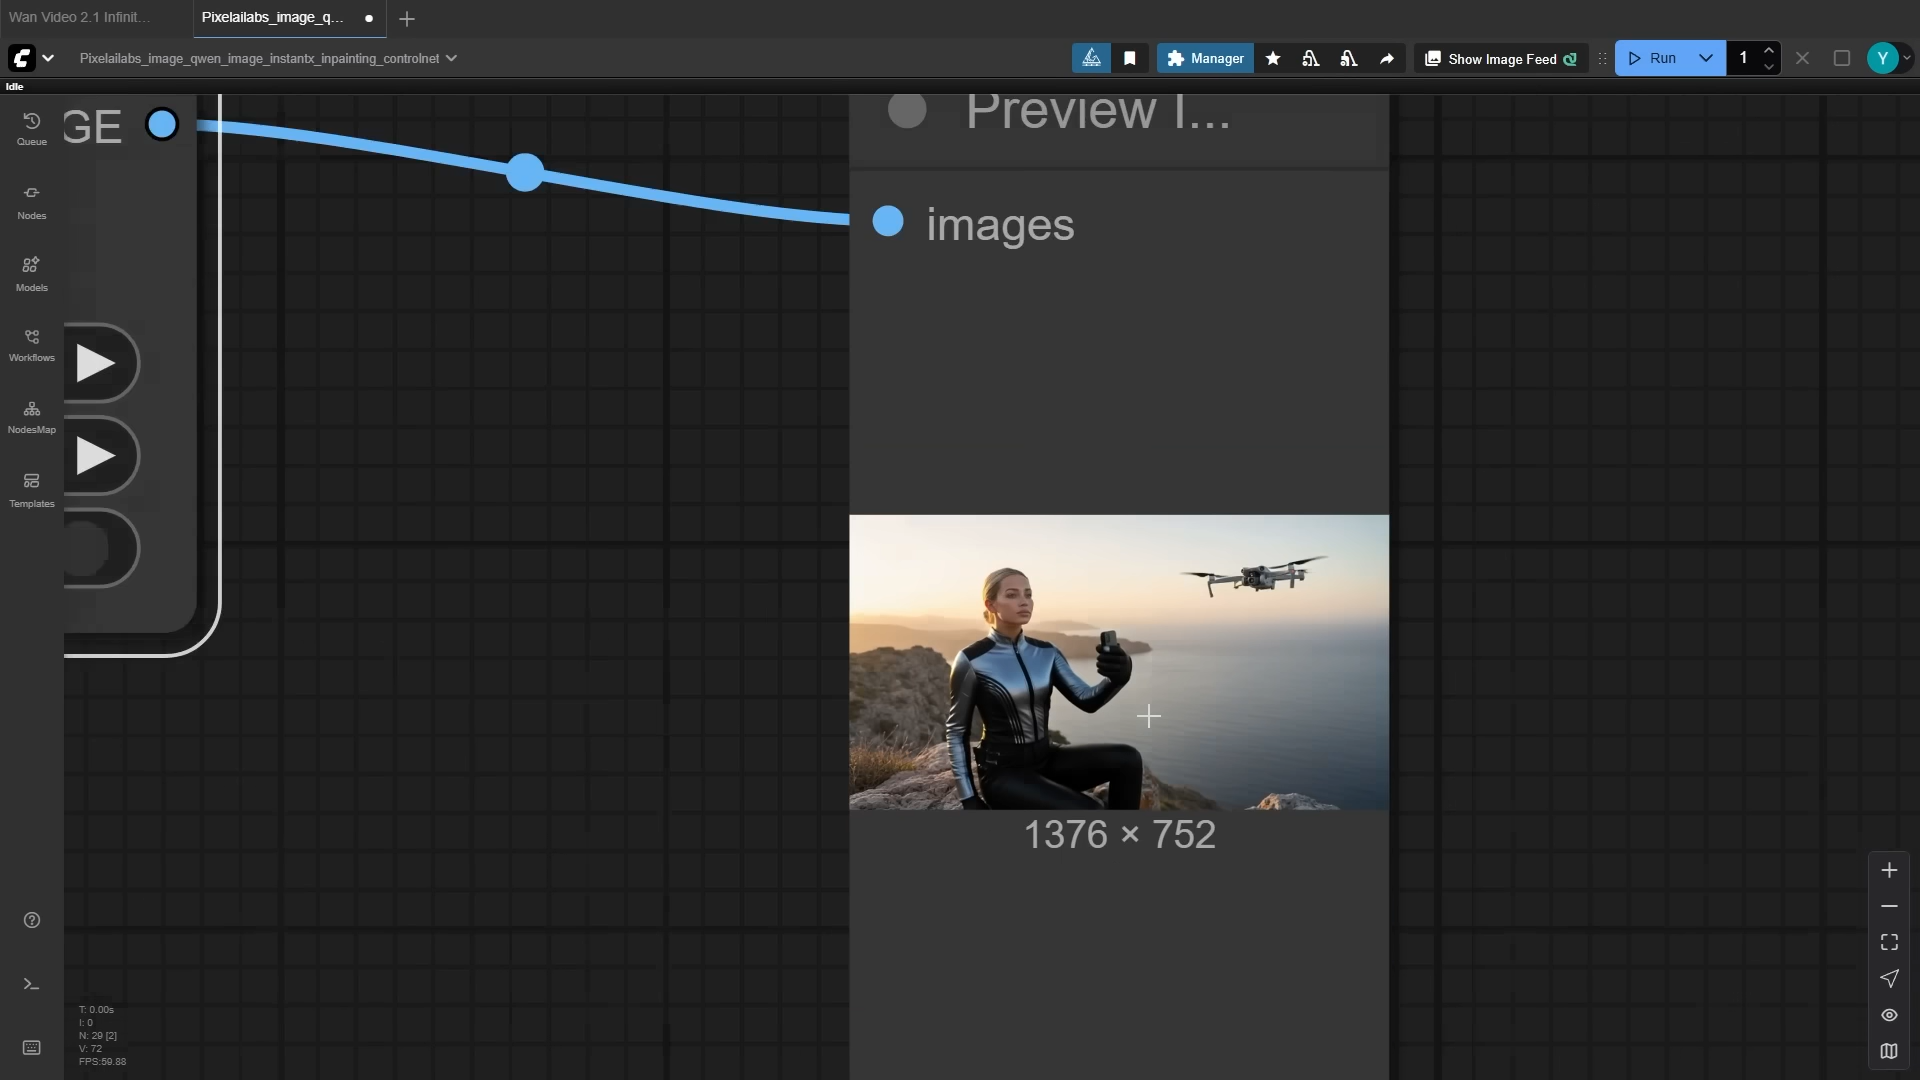 Wan Video 2.1 Infinit...
Pixelailabs_image_q...
Pixelailabs_image_qwen_image_instantx_inpainting_controlnet
Manager
Show Image Feed
Run
1
Y
Idle
Queue
Nodes
Models
Workflows
NodesMap
Templates
GE
Preview I...
images
1376 × 752
T: 0.00s
I: 0
N: 29 [2]
V: 72
FPS:59.88